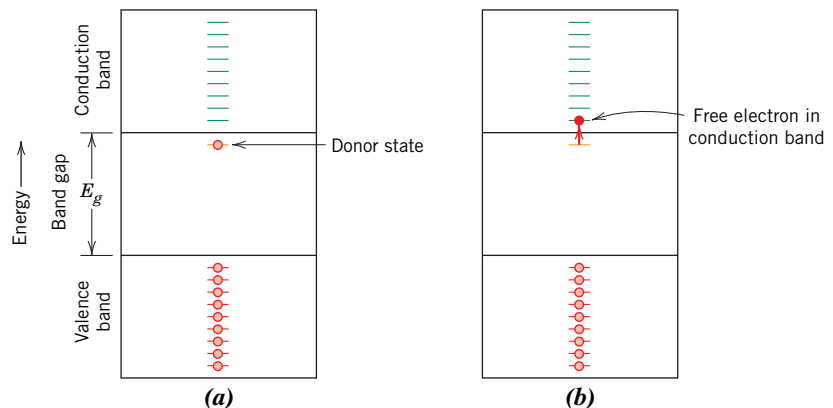 Conduction
band
Donor state
Free electron in
conduction band
Energy
Band gap
E_g
Valence
band
(a)
(b)